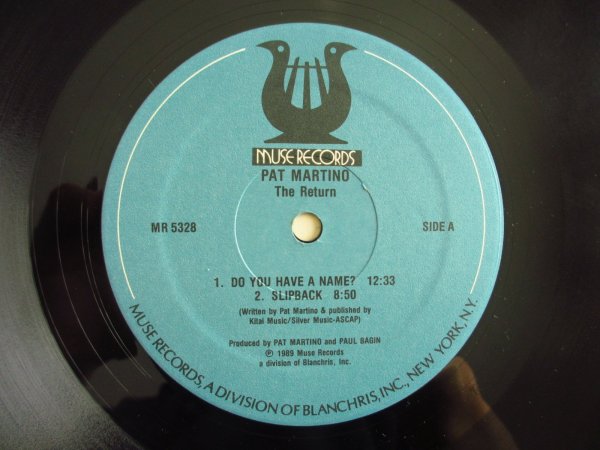 MUSE RECORDS
PAT MARTINO
The Return
MR 5328
SIDE A
1. DO YOU HAVE A NAME? 12:33
2. SLIPBACK 8:50
(Written by Pat Martino & published by
Kilai Music/Silver Music-ASCAP)
Produced by PAT MARTINO and PAUL BAGIN
℗ 1989 Muse Records
a division of Blanchris, Inc.
MUSE RECORDS, A DIVISION OF BLANCHRIS, INC., NEW YORK, N.Y.